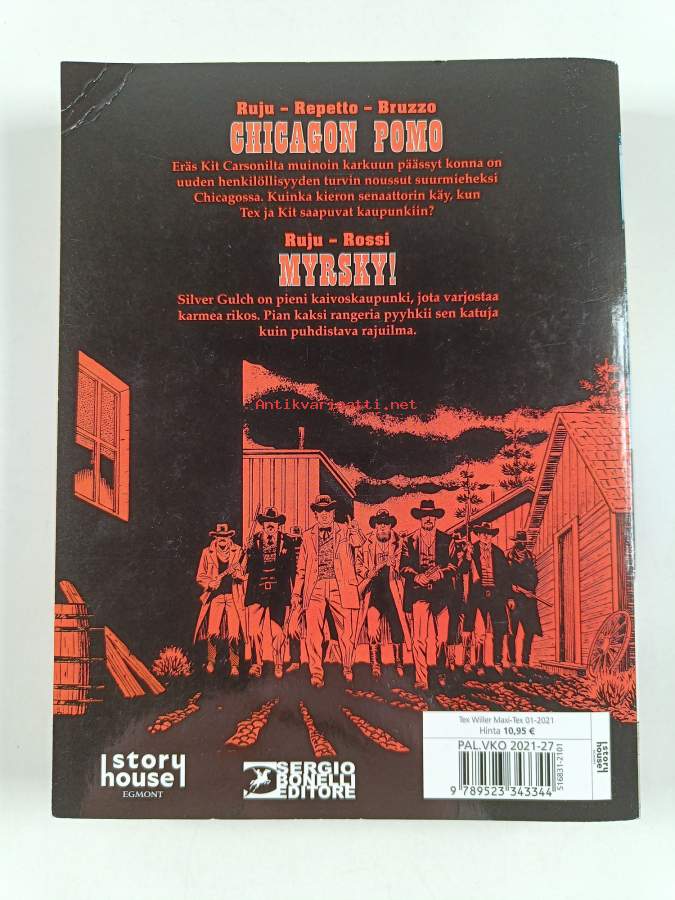 Ruju – Repetto – Bruzzo
CHICAGON POMO
Eräs Kit Carsonilta muinoin karkuun päässyt konna on
uuden henkilöllisyyden turvin noussut suurmieheksi
Chicagossa. Kuinka kieron senaattorin käy, kun
Tex ja Kit saapuvat kaupunkiin?
Ruju – Rossi
MYRSKY!
Silver Gulch on pieni kaivoskaupunki, jota varjostaa
karmea rikos. Pian kaksi rangeria pyyhkii sen katuja
kuin puhdistava rajuilma.
Antikvariaatti.net
Tex Willer Maxi-Tex 01-2021
Hinta 10,95 €
PAL.VKO 2021-27
516831-2101
9 789523 343344
story
house
story
house
EGMONT
SERGIO
BONELLI
EDITORE